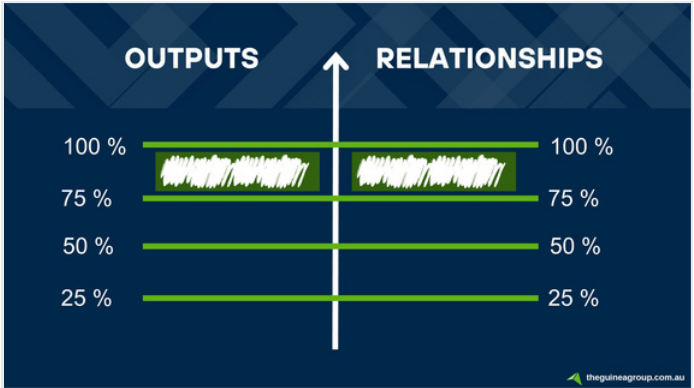 OUTPUTS RELATIONSHIPS
100 % 100 %
75 % 75 %
50 % 50 %
25 % 25 %
theguineagroup.com.au